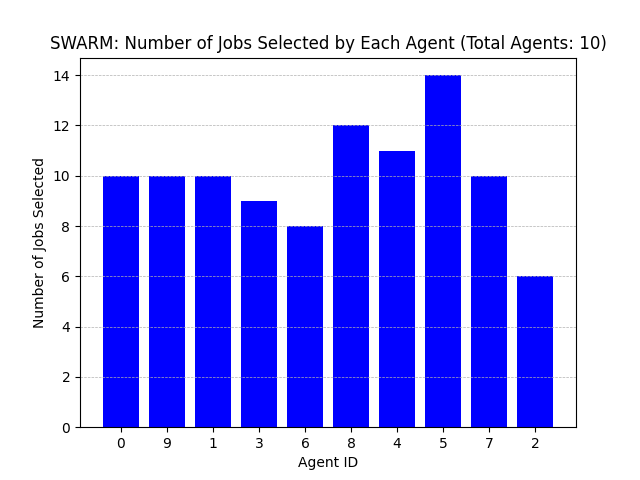 SWARM: Number of Jobs Selected by Each Agent (Total Agents: 10)
14
12
10
8
6
4
2
0
Number of Jobs Selected
0 9 1 3 6 8 4 5 7 2
Agent ID